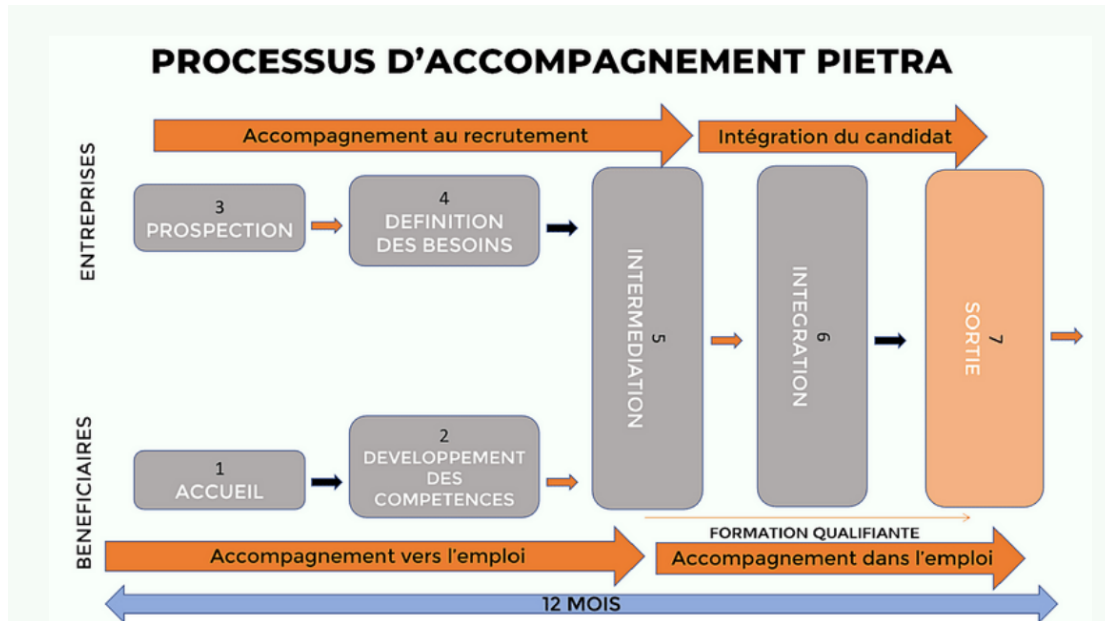 PROCESSUS D'ACCOMPAGNEMENT PIETRA
Accompagnement au recrutement
Intégration du candidat
ENTREPRISES
3
PROSPECTION
4
DEFINITION
DES BESOINS
5
INTERMEDIATION
6
INTEGRATION
7
SORTIE
BENEFICIAIRES
1
ACCUEIL
2
DEVELOPPEMENT
DES
COMPETENCES
FORMATION QUALIFIANTE
Accompagnement vers l'emploi
Accompagnement dans l'emploi
12 MOIS